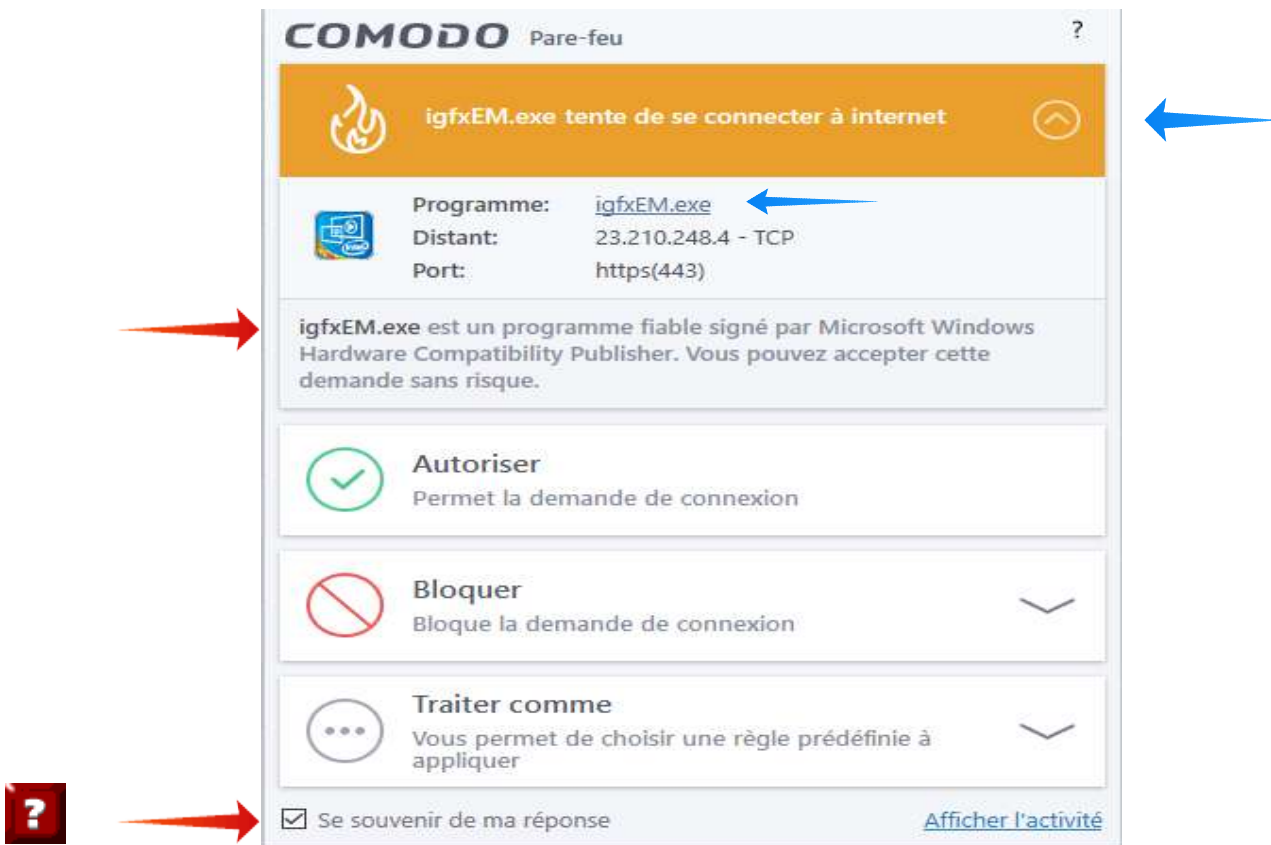 COMODO Pare-feu ?
igfxEM.exe tente de se connecter à internet
Programme: igfxEM.exe
Distant: 23.210.248.4 - TCP
Port: https(443)
igfxEM.exe est un programme fiable signé par Microsoft Windows
Hardware Compatibility Publisher. Vous pouvez accepter cette
demande sans risque.
Autoriser
Permet la demande de connexion
Bloquer
Bloque la demande de connexion
Traiter comme
Vous permet de choisir une règle prédéfinie à
appliquer
?
Se souvenir de ma réponse Afficher l'activité